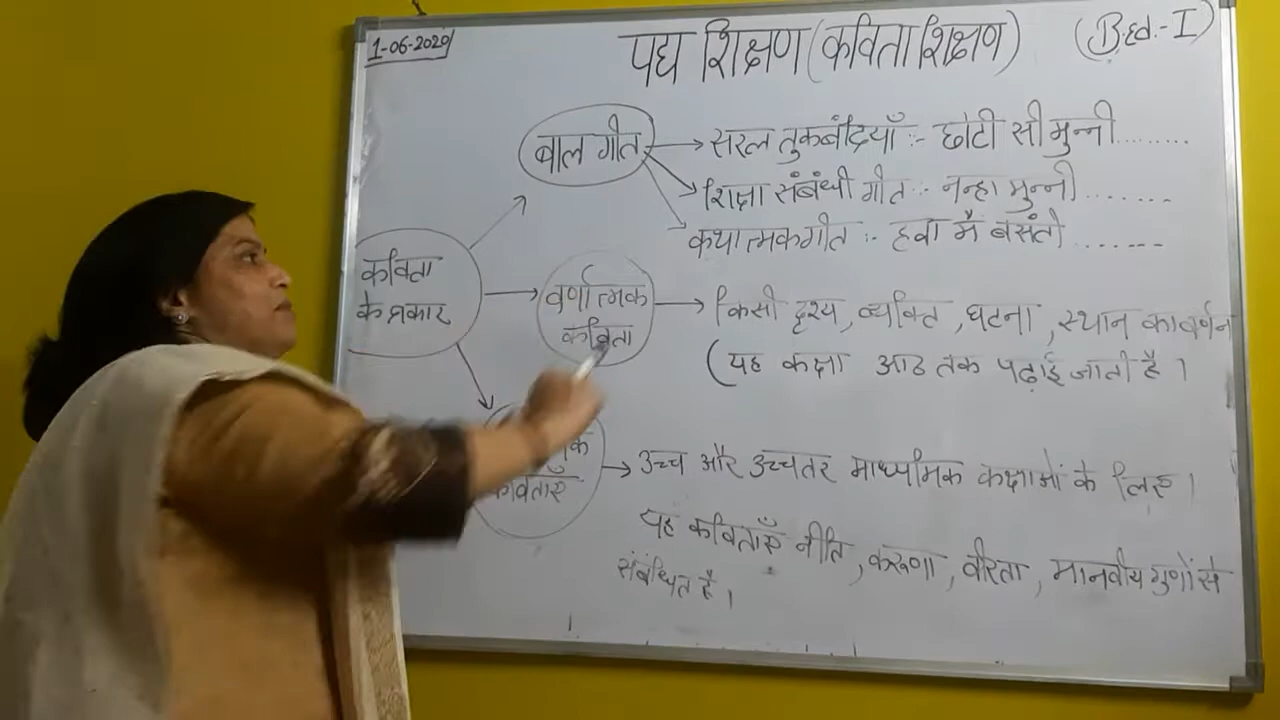 1-06-2020
पद्य शिक्षण (कविता शिक्षण) (B.Ed.-I)
बाल गीत
सरल तुकबंदियाँ :- छोटी सी मुन्नी........
शिक्षा संबंधी गीत :- नन्हा मुन्नी.......
कथात्मकगीत :- हवा मैं बसंतो.......
कविता
के प्रकार
वर्णात्मक
कविता
किसी दृश्य, व्यक्ति, घटना, स्थान का वर्णन
(यह कक्षा आठ तक पढ़ाई जाती है।
कविताएँ
उच्च और उच्चतर माध्यमिक कक्षाओं के लिए।
यह कविताएँ नीति, करूणा, वीरता, मानवीय गुणों से
संबंधित है।